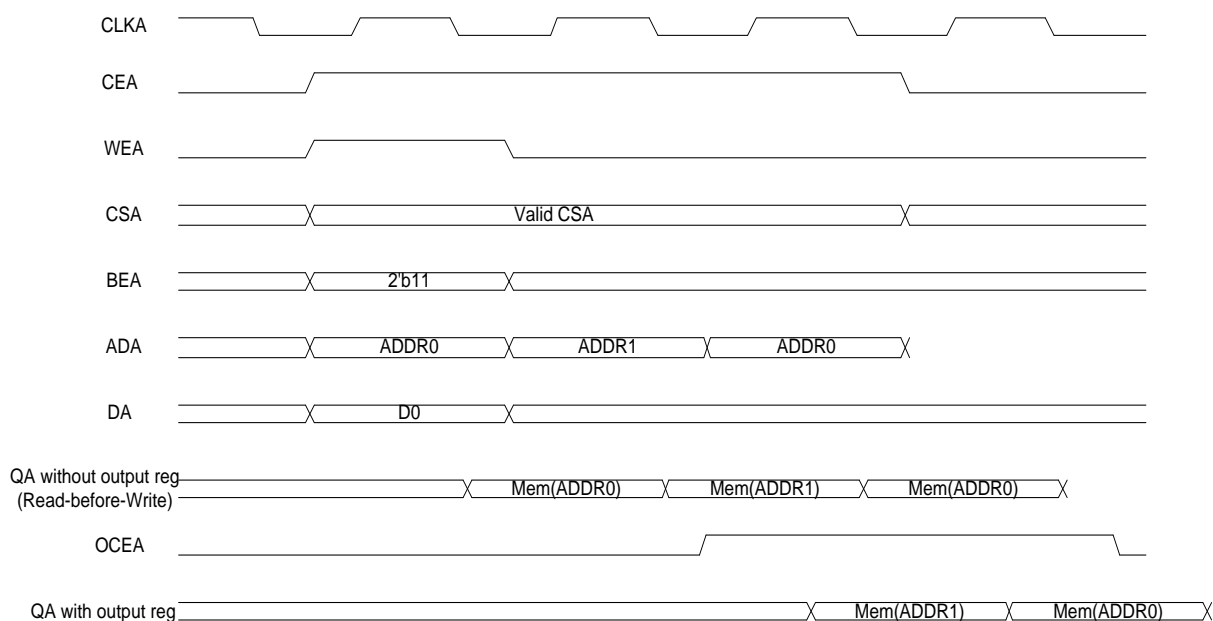 CLKA
CEA
WEA
CSA Valid CSA
BEA 2'b11
ADA ADDR0 ADDR1 ADDR0
DA D0
QA without output reg
(Read-before-Write) Mem(ADDR0) Mem(ADDR1) Mem(ADDR0)
OCEA
QA with output reg Mem(ADDR1) Mem(ADDR0)